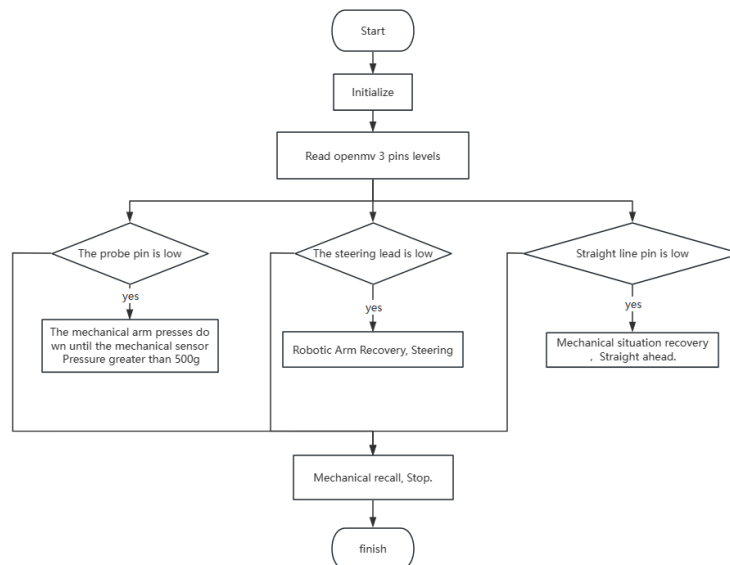 Start
Initialize
Read openmv 3 pins levels
The probe pin is low
The steering lead is low
Straight line pin is low
yes
yes
yes
The mechanical arm presses do
wn until the mechanical sensor
Pressure greater than 500g
Robotic Arm Recovery, Steering
Mechanical situation recovery
, Straight ahead.
Mechanical recall, Stop.
finish